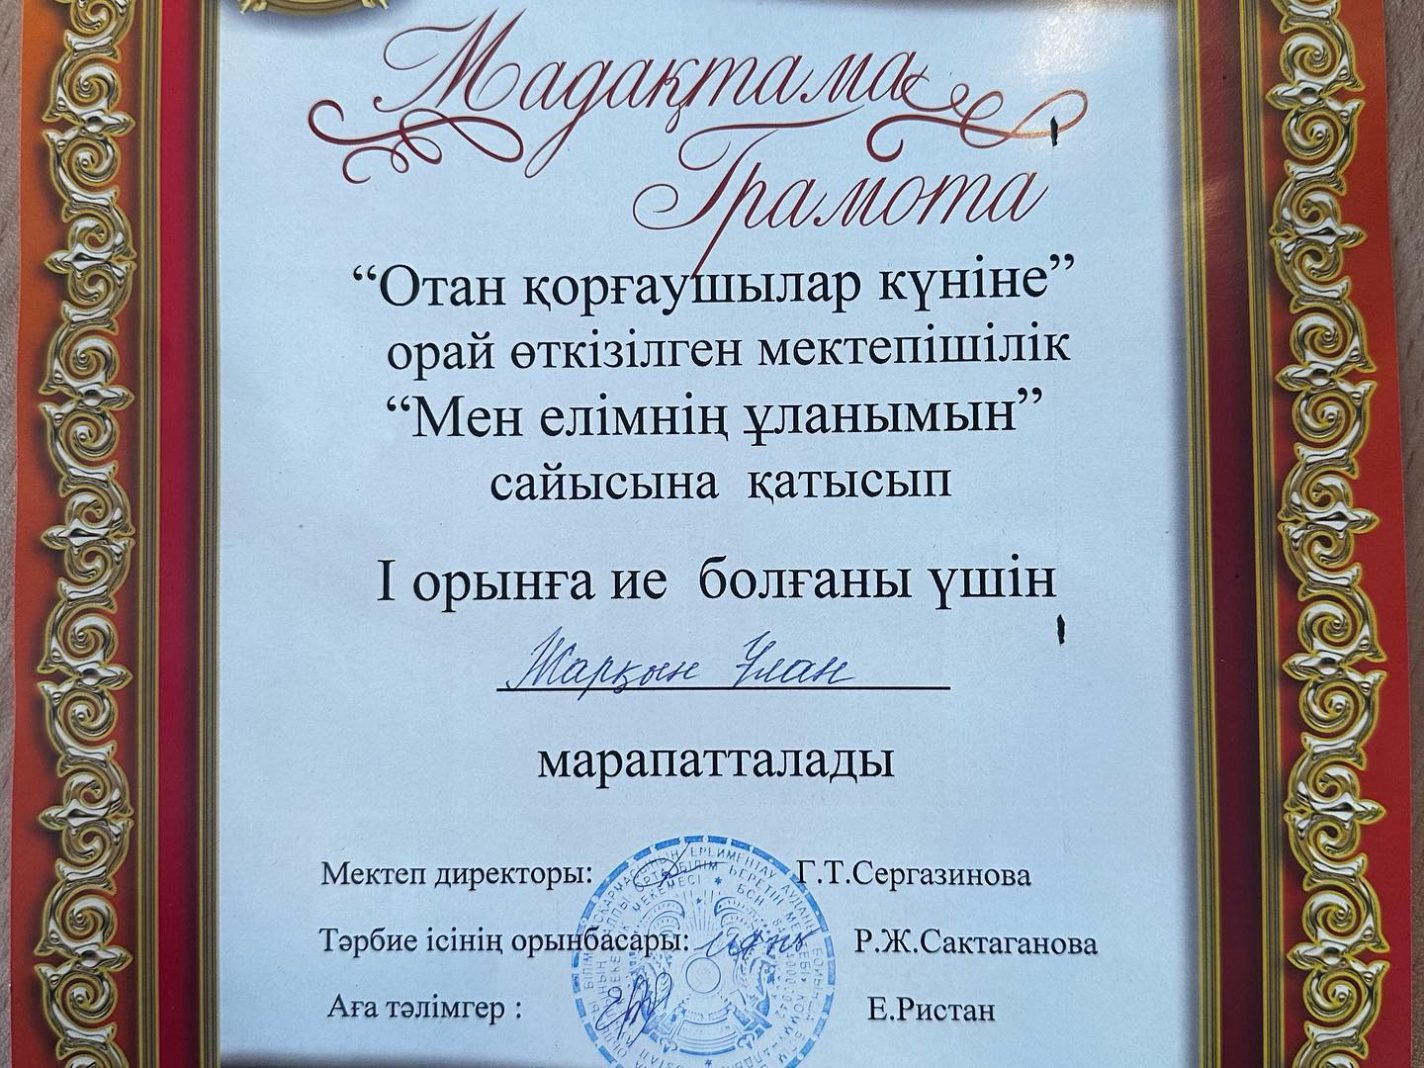 Мадақтама
Грамота
“Отан қорғаушылар күніне”
орай өткізілген мектепішілік
“Мен елімнің ұланымын”
сайысына қатысып
І орынға ие болғаны үшін
Жарқын Ұлан
марапатталады
Мектеп директоры: Г.Т.Сергазинова
Тәрбие ісінің орынбасары: Р.Ж.Сактаганова
Аға тәлімгер : Е.Ристан